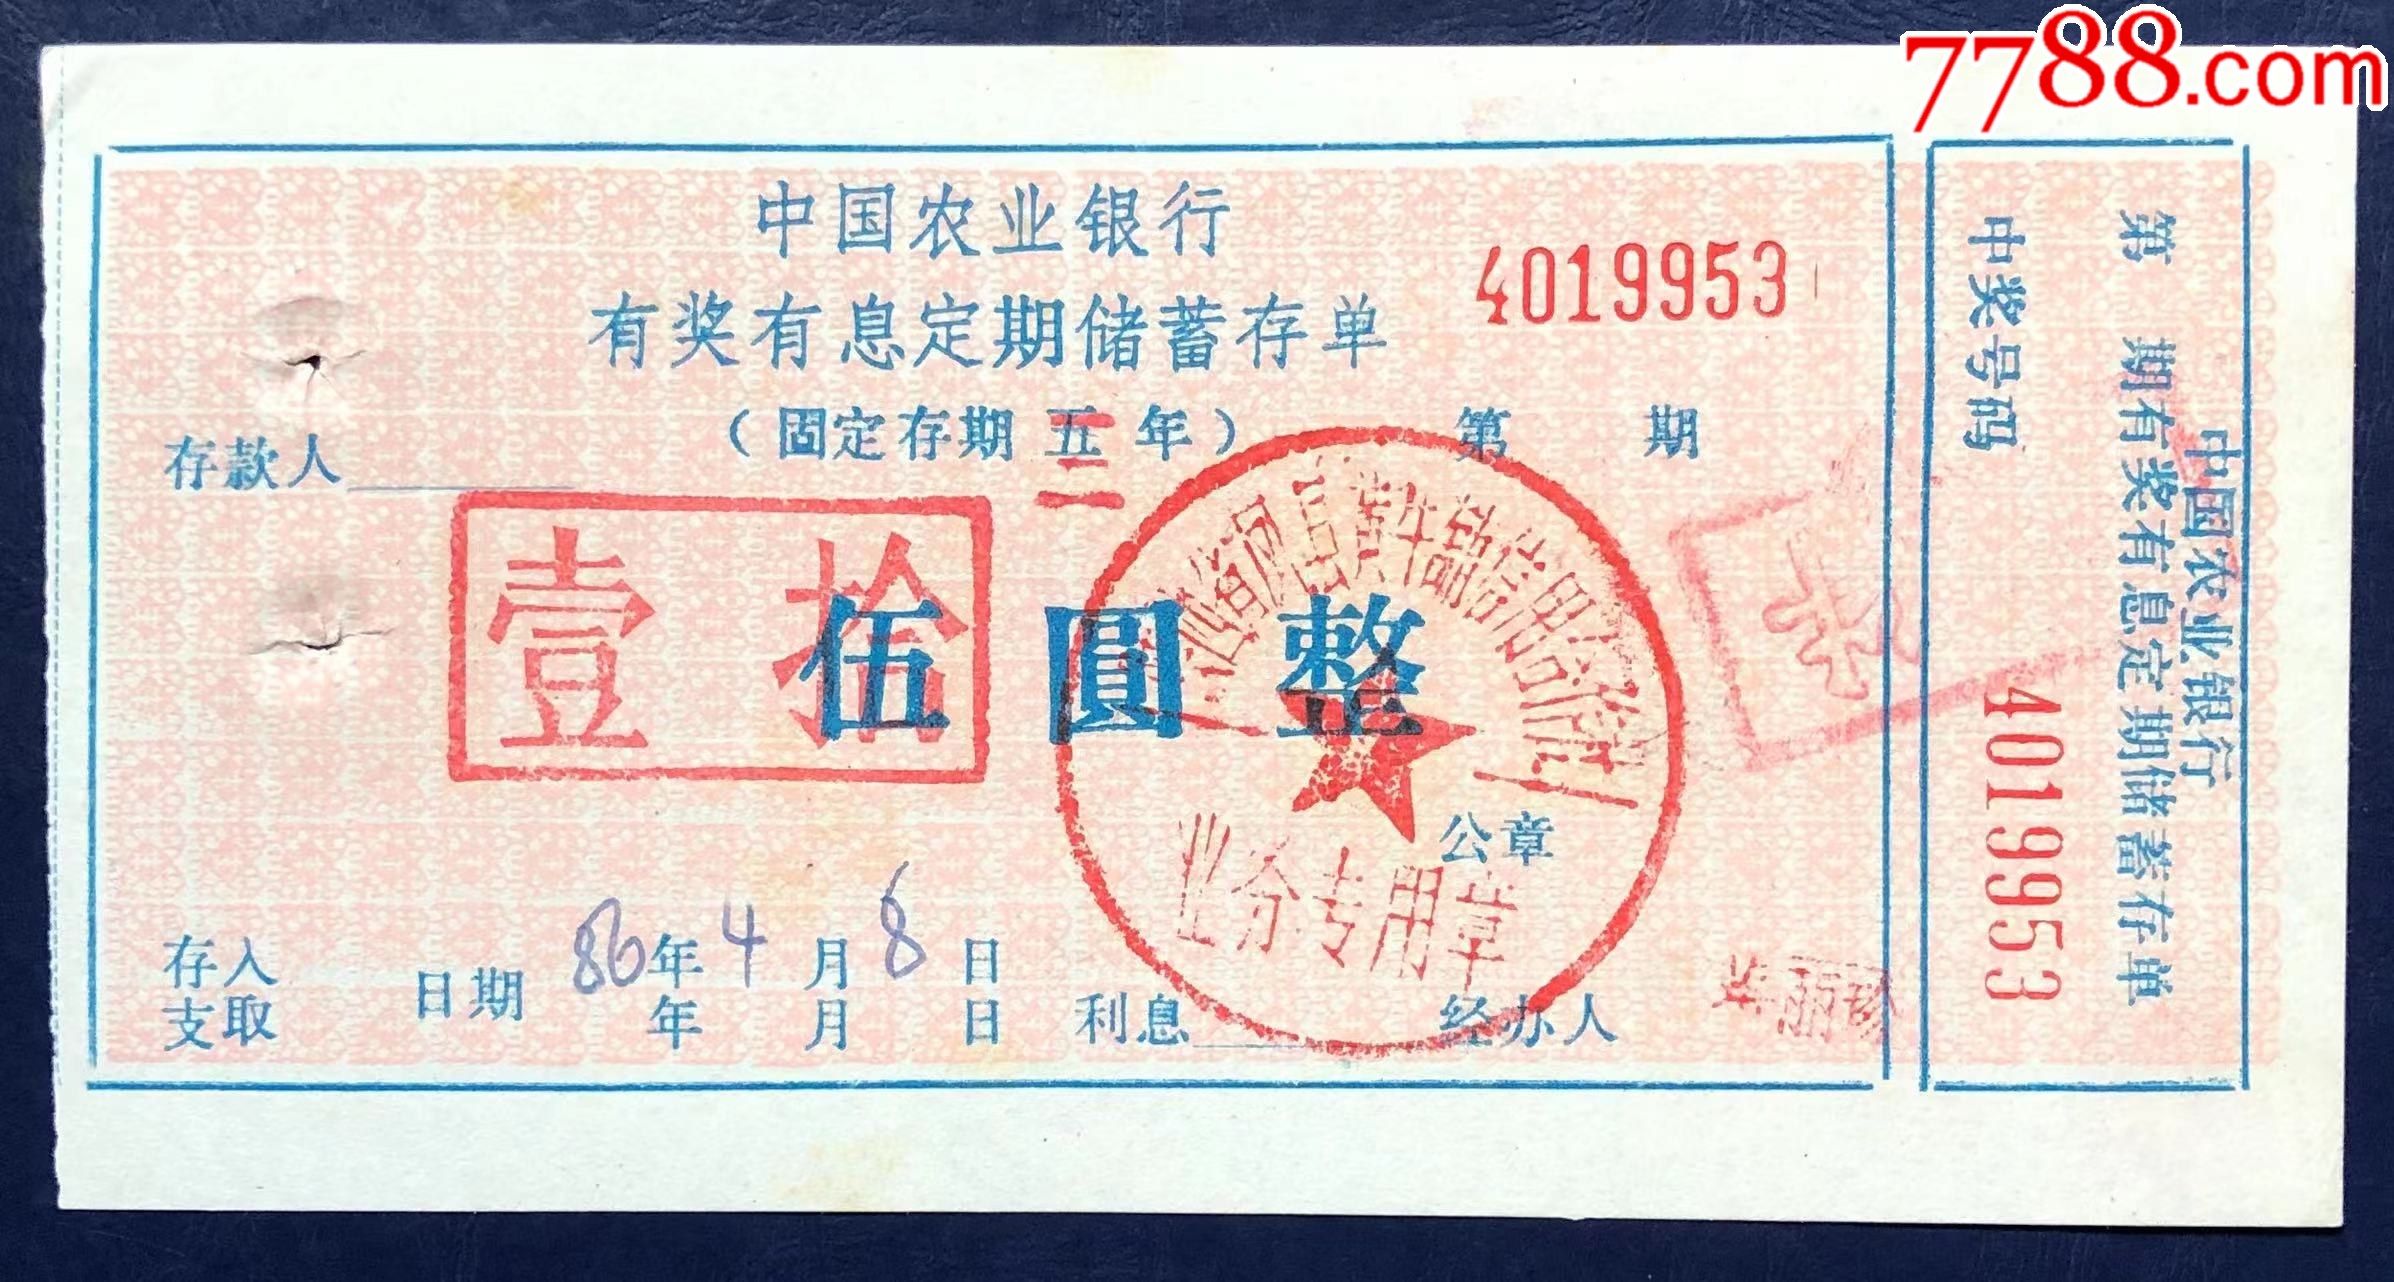 7788.com
中国农业银行
有奖有息定期储蓄存单
4019953
（固定存期五年）
三
第 期
存款人
壹拾
伍圆整
业务专用章
公章
存入
支取
日期
86年4月8日
年 月 日
利息
经办人
中国农业银行
第 期有奖有息定期储蓄存单
中奖号码
4019953